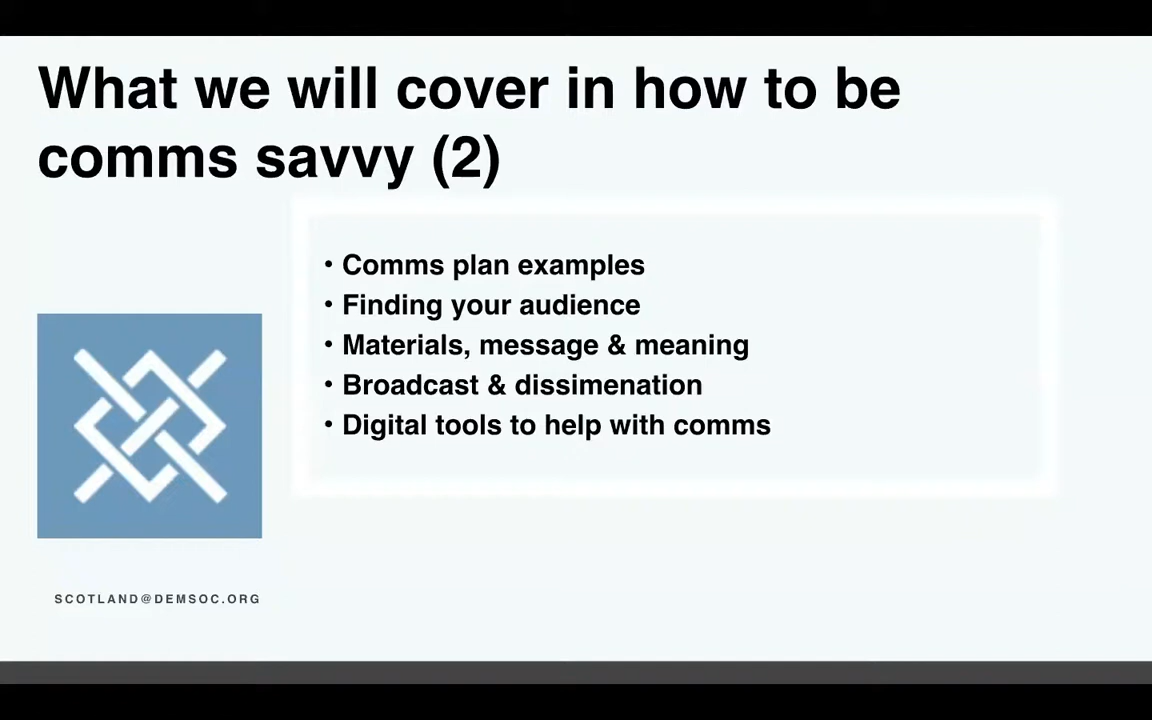 What we will cover in how to be
comms savvy (2)
• Comms plan examples
• Finding your audience
• Materials, message & meaning
• Broadcast & dissimenation
• Digital tools to help with comms
SCOTLAND@DEMSOC.ORG